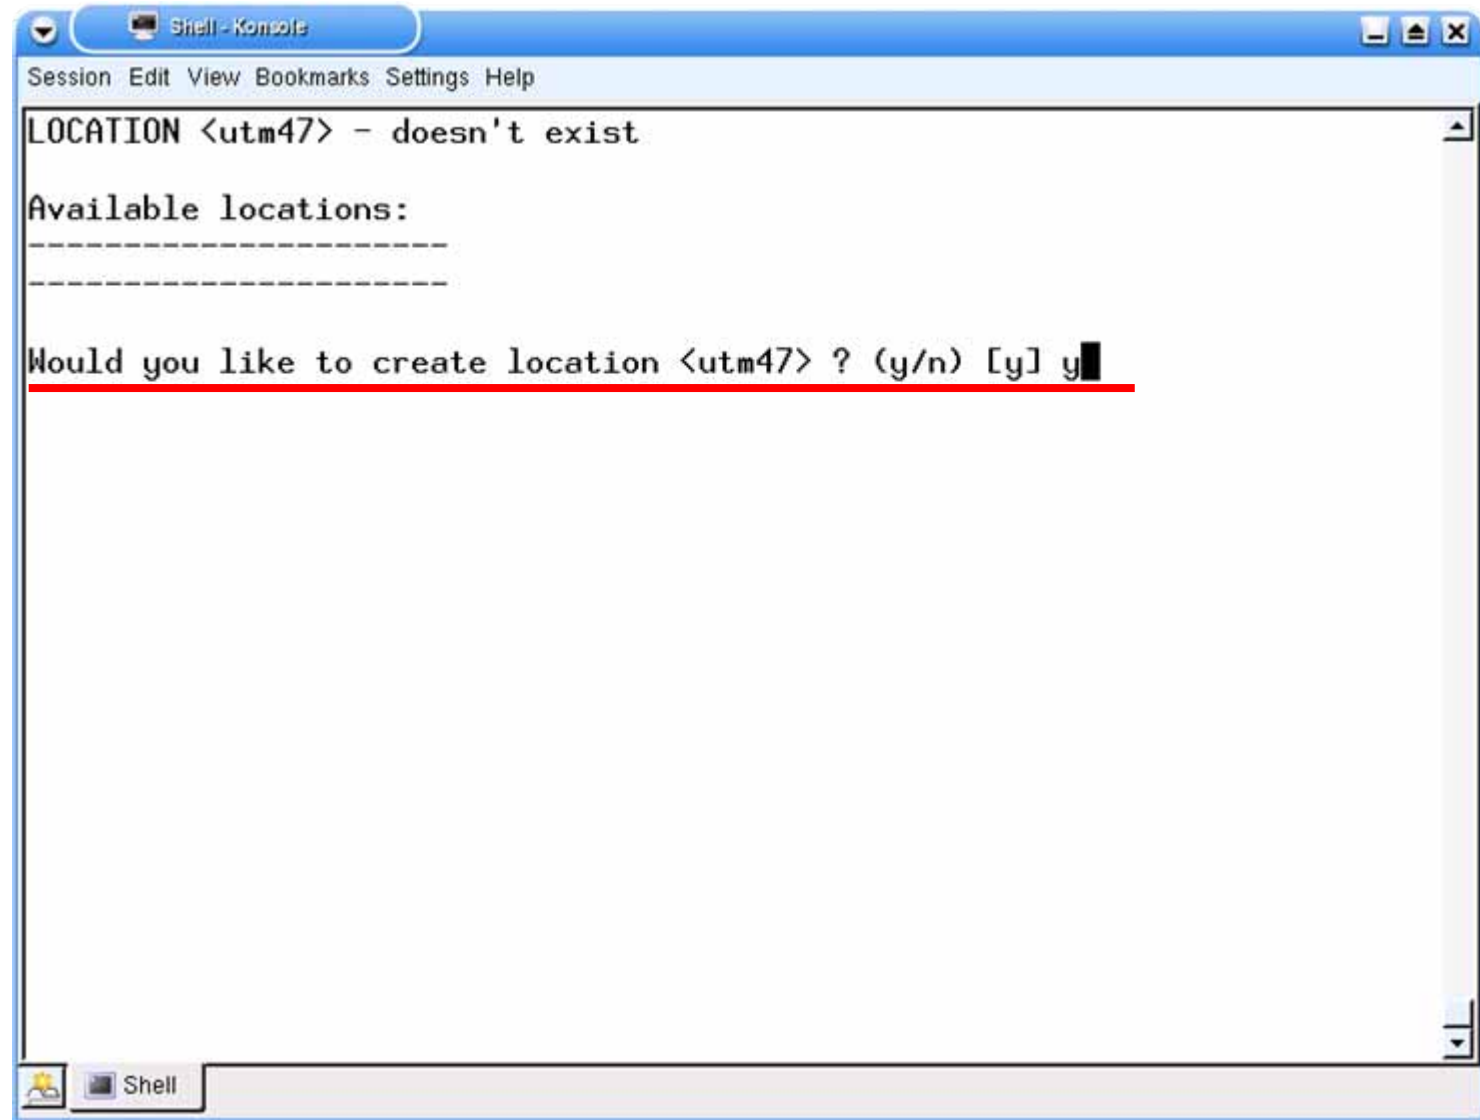 Shell - Konsole
Session Edit View Bookmarks Settings Help
LOCATION <utm47> - doesn't exist
Available locations:
----------------------
----------------------
Would you like to create location <utm47> ? (y/n) [y] y
Shell